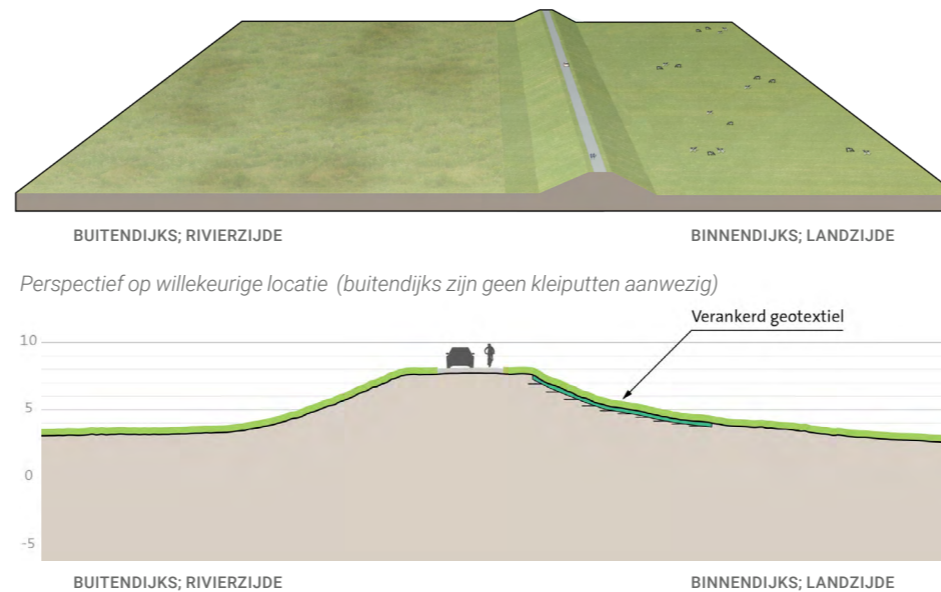 BUITENDIJKS; RIVIERZIJDE BINNENDIJKS; LANDZIJDE
Perspectief op willekeurige locatie (buitendijks zijn geen kleiputten aanwezig)
Verankerd geotextiel
10
5
0
-5
BUITENDIJKS; RIVIERZIJDE BINNENDIJKS; LANDZIJDE